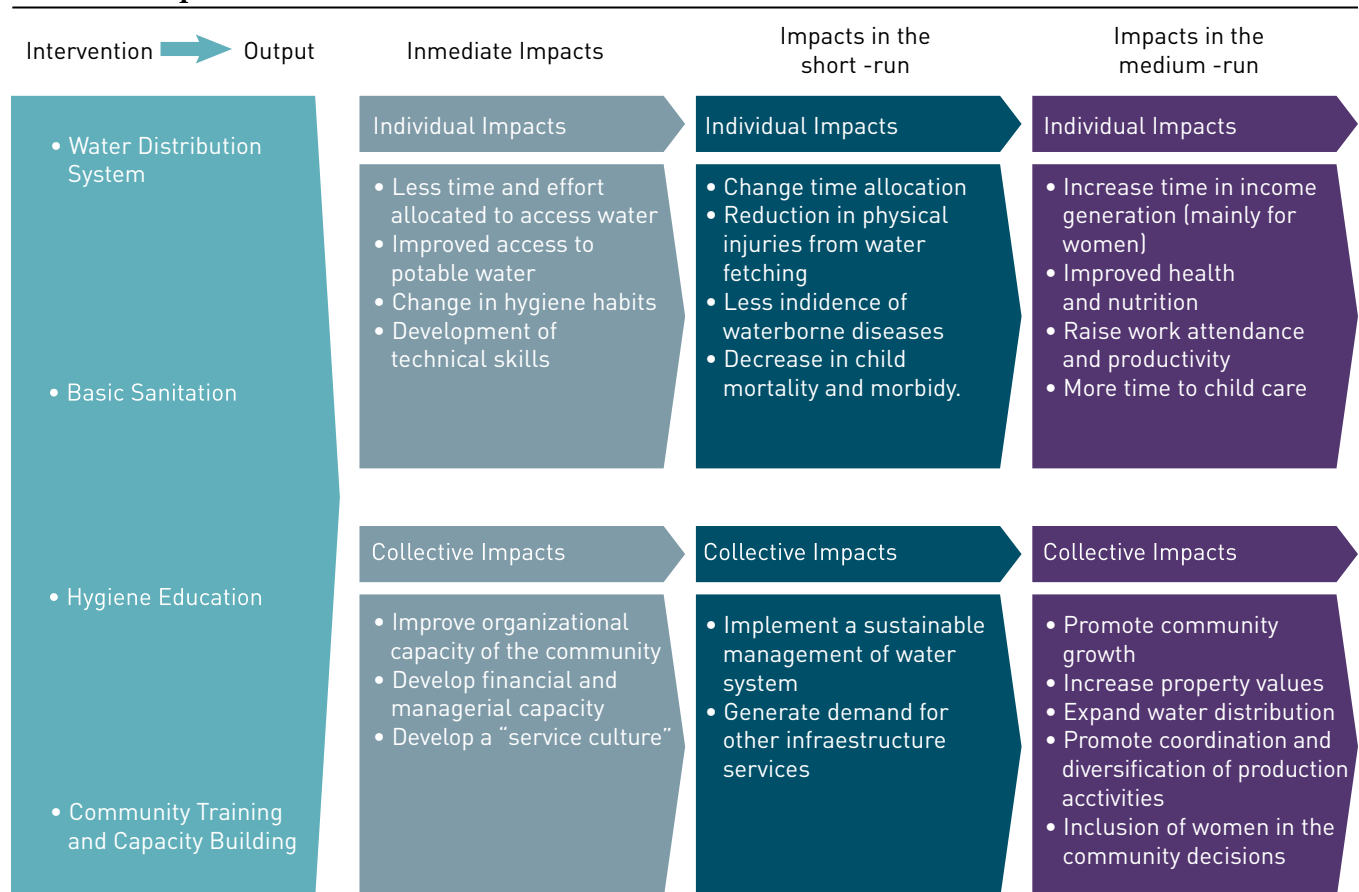 Intervention Output
Inmediate Impacts
Impacts in the
short -run
Impacts in the
medium -run
• Water Distribution
System
• Basic Sanitation
• Hygiene Education
• Community Training
and Capacity Building
Individual Impacts
• Less time and effort
allocated to access water
• Improved access to
potable water
• Change in hygiene habits
• Development of
technical skills
Individual Impacts
• Change time allocation
• Reduction in physical
injuries from water
fetching
• Less indidence of
waterborne diseases
• Decrease in child
mortality and morbidy.
Individual Impacts
• Increase time in income
generation (mainly for
women)
• Improved health
and nutrition
• Raise work attendance
and productivity
• More time to child care
Collective Impacts
• Improve organizational
capacity of the community
• Develop financial and
managerial capacity
• Develop a “service culture”
Collective Impacts
• Implement a sustainable
management of water
system
• Generate demand for
other infraestructure
services
Collective Impacts
• Promote community
growth
• Increase property values
• Expand water distribution
• Promote coordination and
diversification of production
acctivities
• Inclusion of women in the
community decisions